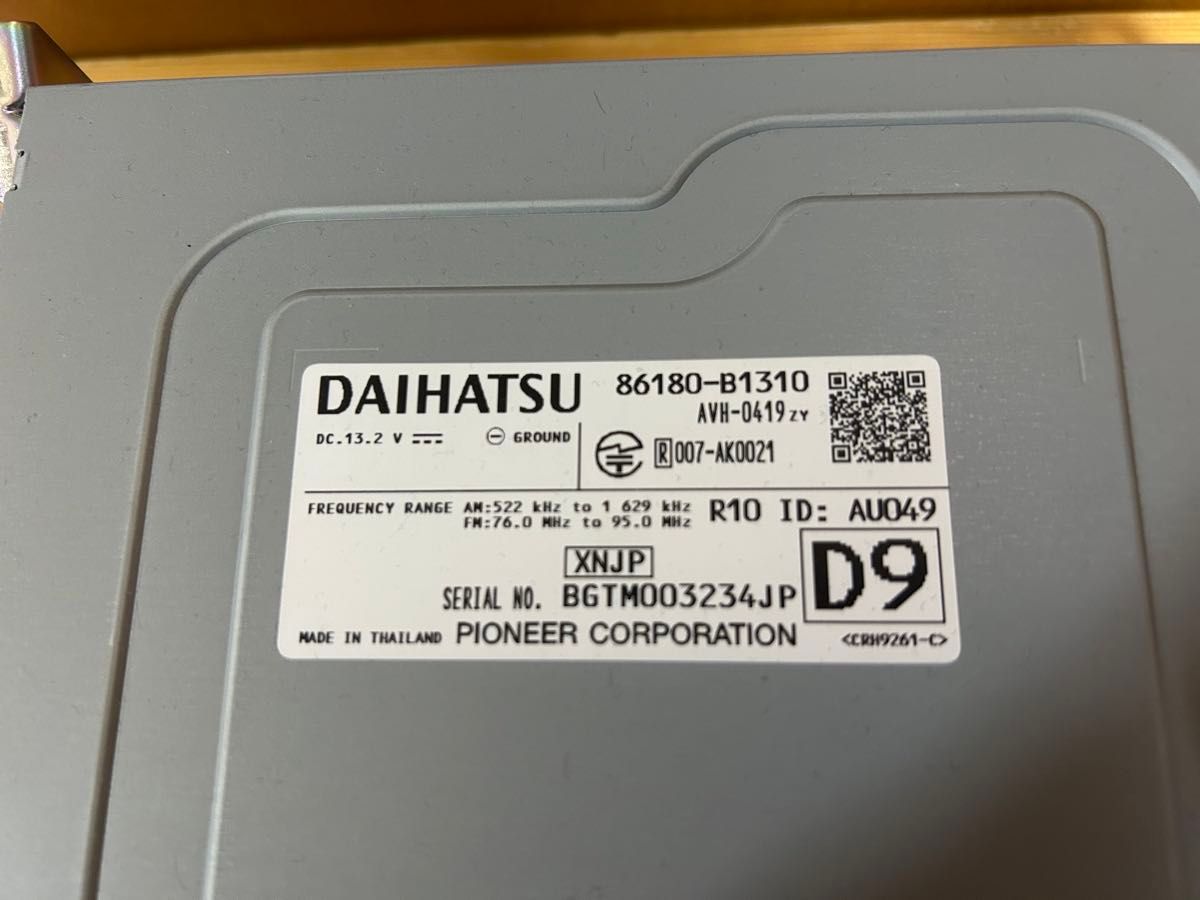 DAIHATSU 86180-B1310
AVH-0419ZY
DC.13.2 V GROUND
R 007-AK0021
FREQUENCY RANGE AM:522 kHz to 1 629 kHz R10 ID: AU049
FM:76.0 MHz to 95.0 MHz
XNJP D9
SERIAL NO. BGTM003234JP
MADE IN THAILAND PIONEER CORPORATION <CRH9261-C>